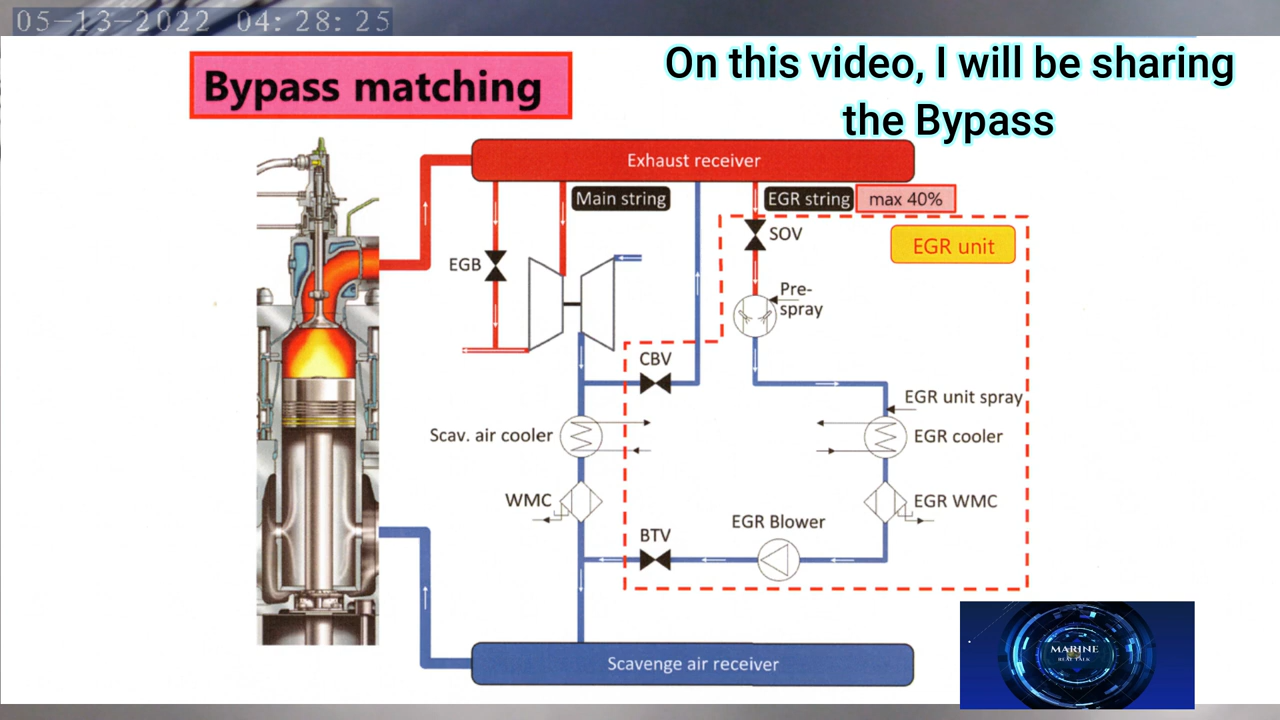 05-13-2022 04:28:25
On this video, I will be sharing
the Bypass
Bypass matching
Exhaust receiver
Main string
EGR string
max 40%
SOV
EGR unit
EGB
Pre-
spray
CBV
EGR unit spray
Scav. air cooler
EGR cooler
WMC
EGR WMC
EGR Blower
BTV
Scavenge air receiver
MARINE
BEAT TALK